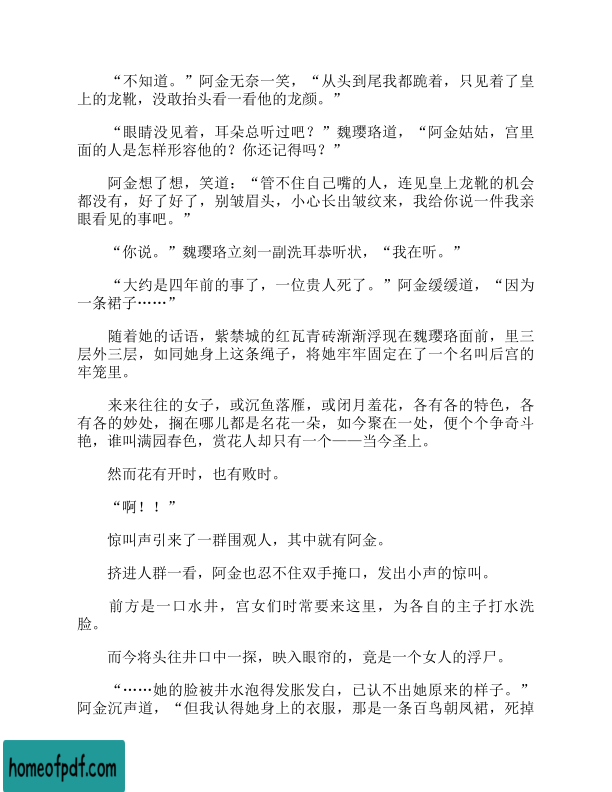 “不知道。”阿金无奈一笑，“从头到尾我都跪着，只见着了皇
上的龙靴，没敢抬头看一看他的龙颜。”
“眼睛没见着，耳朵总听过吧？”魏璎珞道，“阿金姑姑，宫里
面的人是怎样形容他的？你还记得吗？”
阿金想了想，笑道：“管不住自己嘴的人，连见皇上龙靴的机会
都没有，好了好了，别皱眉头，小心长出皱纹来，我给你说一件我亲
眼看见的事吧。”
“你说。”魏璎珞立刻一副洗耳恭听状，“我在听。”
“大约是四年前的事了，一位贵人死了。”阿金缓缓道，“因为
一条裙子……”
随着她的话语，紫禁城的红瓦青砖渐渐浮现在魏璎珞面前，里三
层外三层，如同她身上这条绳子，将她牢牢固定在了一个名叫后宫的
牢笼里。
来来往往的女子，或沉鱼落雁，或闭月羞花，各有各的特色，各
有各的妙处，搁在哪儿都是名花一朵，如今聚在一处，便个个争奇斗
艳，谁叫满园春色，赏花人却只有一个——当今圣上。
然而花有开时，也有败时。
“啊！！”
惊叫声引来了一群围观人，其中就有阿金。
挤进人群一看，阿金也忍不住双手掩口，发出小声的惊叫。
前方是一口水井，宫女们时常要来这里，为各自的主子打水洗
脸。
而今将头往井口中一探，映入眼帘的，竟是一个女人的浮尸。
“……她的脸被井水泡得发胀发白，已认不出她原来的样子。”
阿金沉声道，“但我认得她身上的衣服，那是一条百鸟朝凤裙，死掉
homeofpdf.com